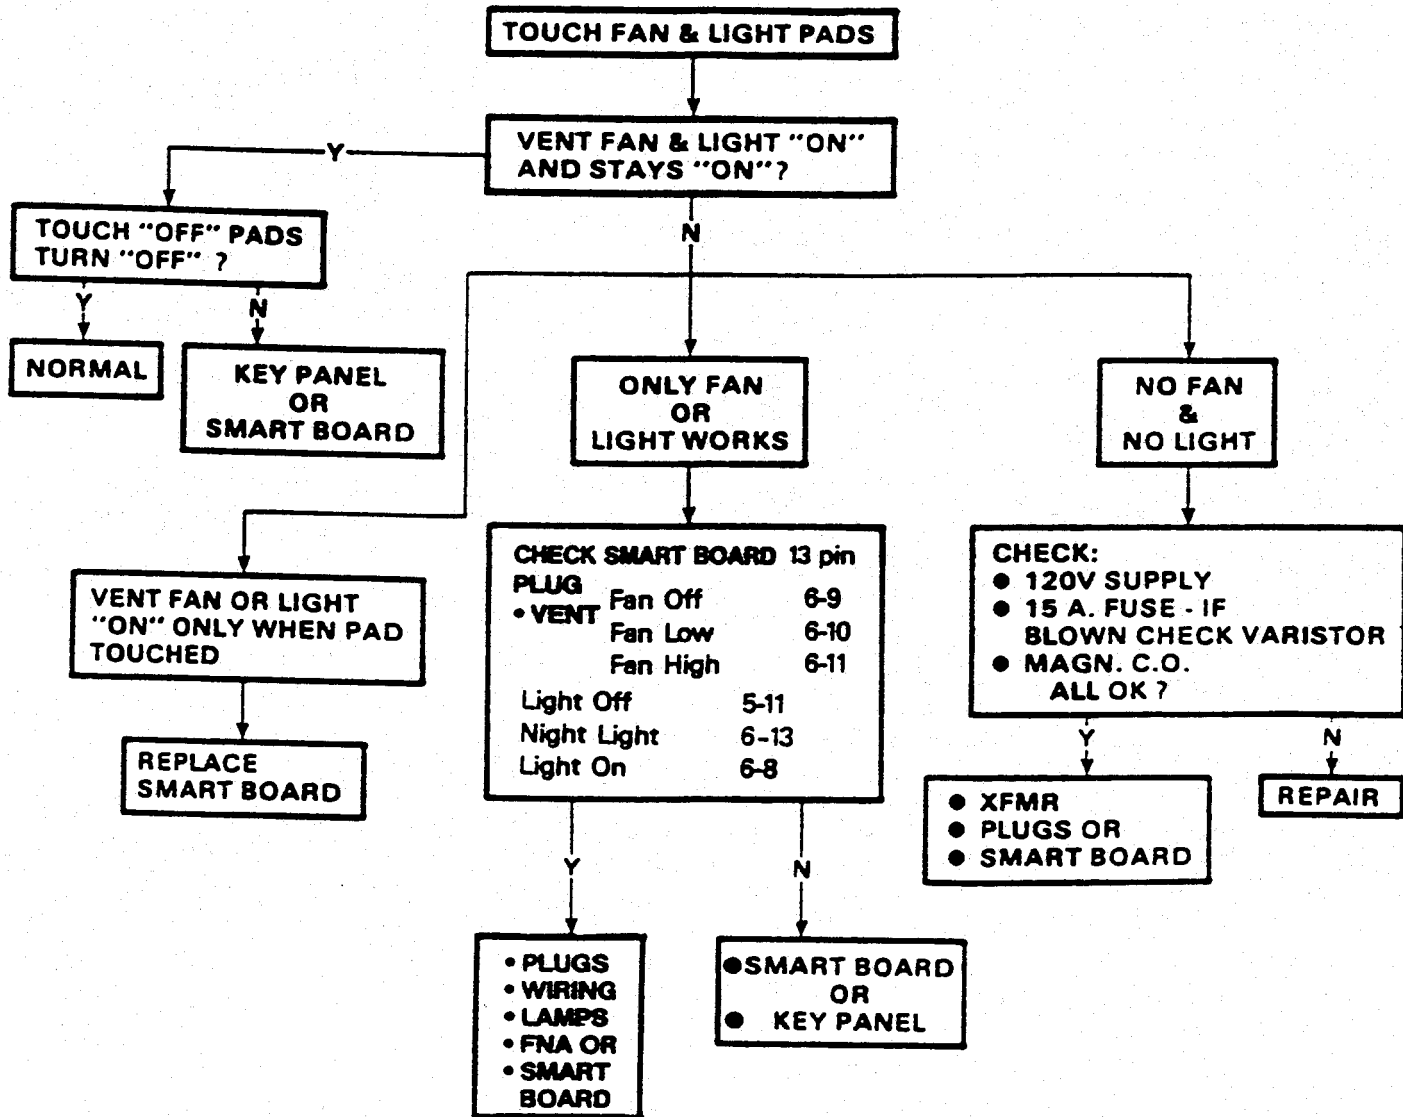 TOUCH FAN & LIGHT PADS
VENT FAN & LIGHT "ON"
AND STAYS "ON"?
Y
N
TOUCH "OFF" PADS
TURN "OFF" ?
Y
N
NORMAL
KEY PANEL
OR
SMART BOARD
ONLY FAN
OR
LIGHT WORKS
NO FAN
&
NO LIGHT
VENT FAN OR LIGHT
"ON" ONLY WHEN PAD
TOUCHED
REPLACE
SMART BOARD
CHECK SMART BOARD 13 pin
PLUG
• VENT Fan Off 6-9
Fan Low 6-10
Fan High 6-11
Light Off 5-11
Night Light 6-13
Light On 6-8
Y
N
• PLUGS
• WIRING
• LAMPS
• FNA OR
• SMART
BOARD
● SMART BOARD
OR
● KEY PANEL
CHECK:
● 120V SUPPLY
● 15 A. FUSE - IF
BLOWN CHECK VARISTOR
● MAGN. C.O.
ALL OK ?
Y
N
● XFMR
● PLUGS OR
● SMART BOARD
REPAIR